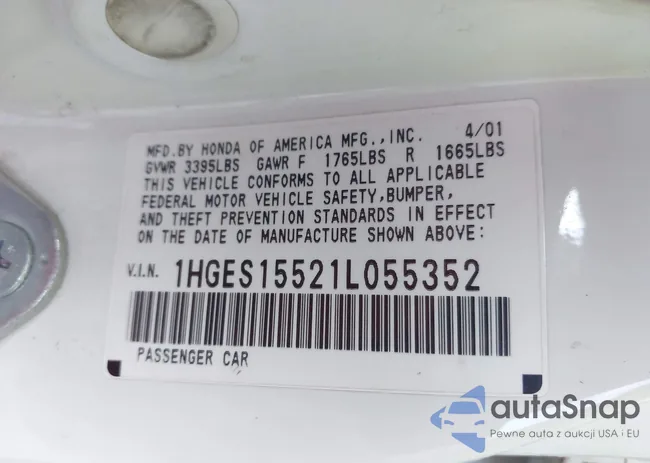 MFD.BY HONDA OF AMERICA MFG.,INC. 4/01
GVWR 3395LBS GAWR F 1765LBS R 1665LBS
THIS VEHICLE CONFORMS TO ALL APPLICABLE
FEDERAL MOTOR VEHICLE SAFETY,BUMPER,
AND THEFT PREVENTION STANDARDS IN EFFECT
ON THE DATE OF MANUFACTURE SHOWN ABOVE:
V.I.N. 1HGES15521L055352
PASSENGER CAR
autaSnap
Pewne auta z aukcji USA i EU